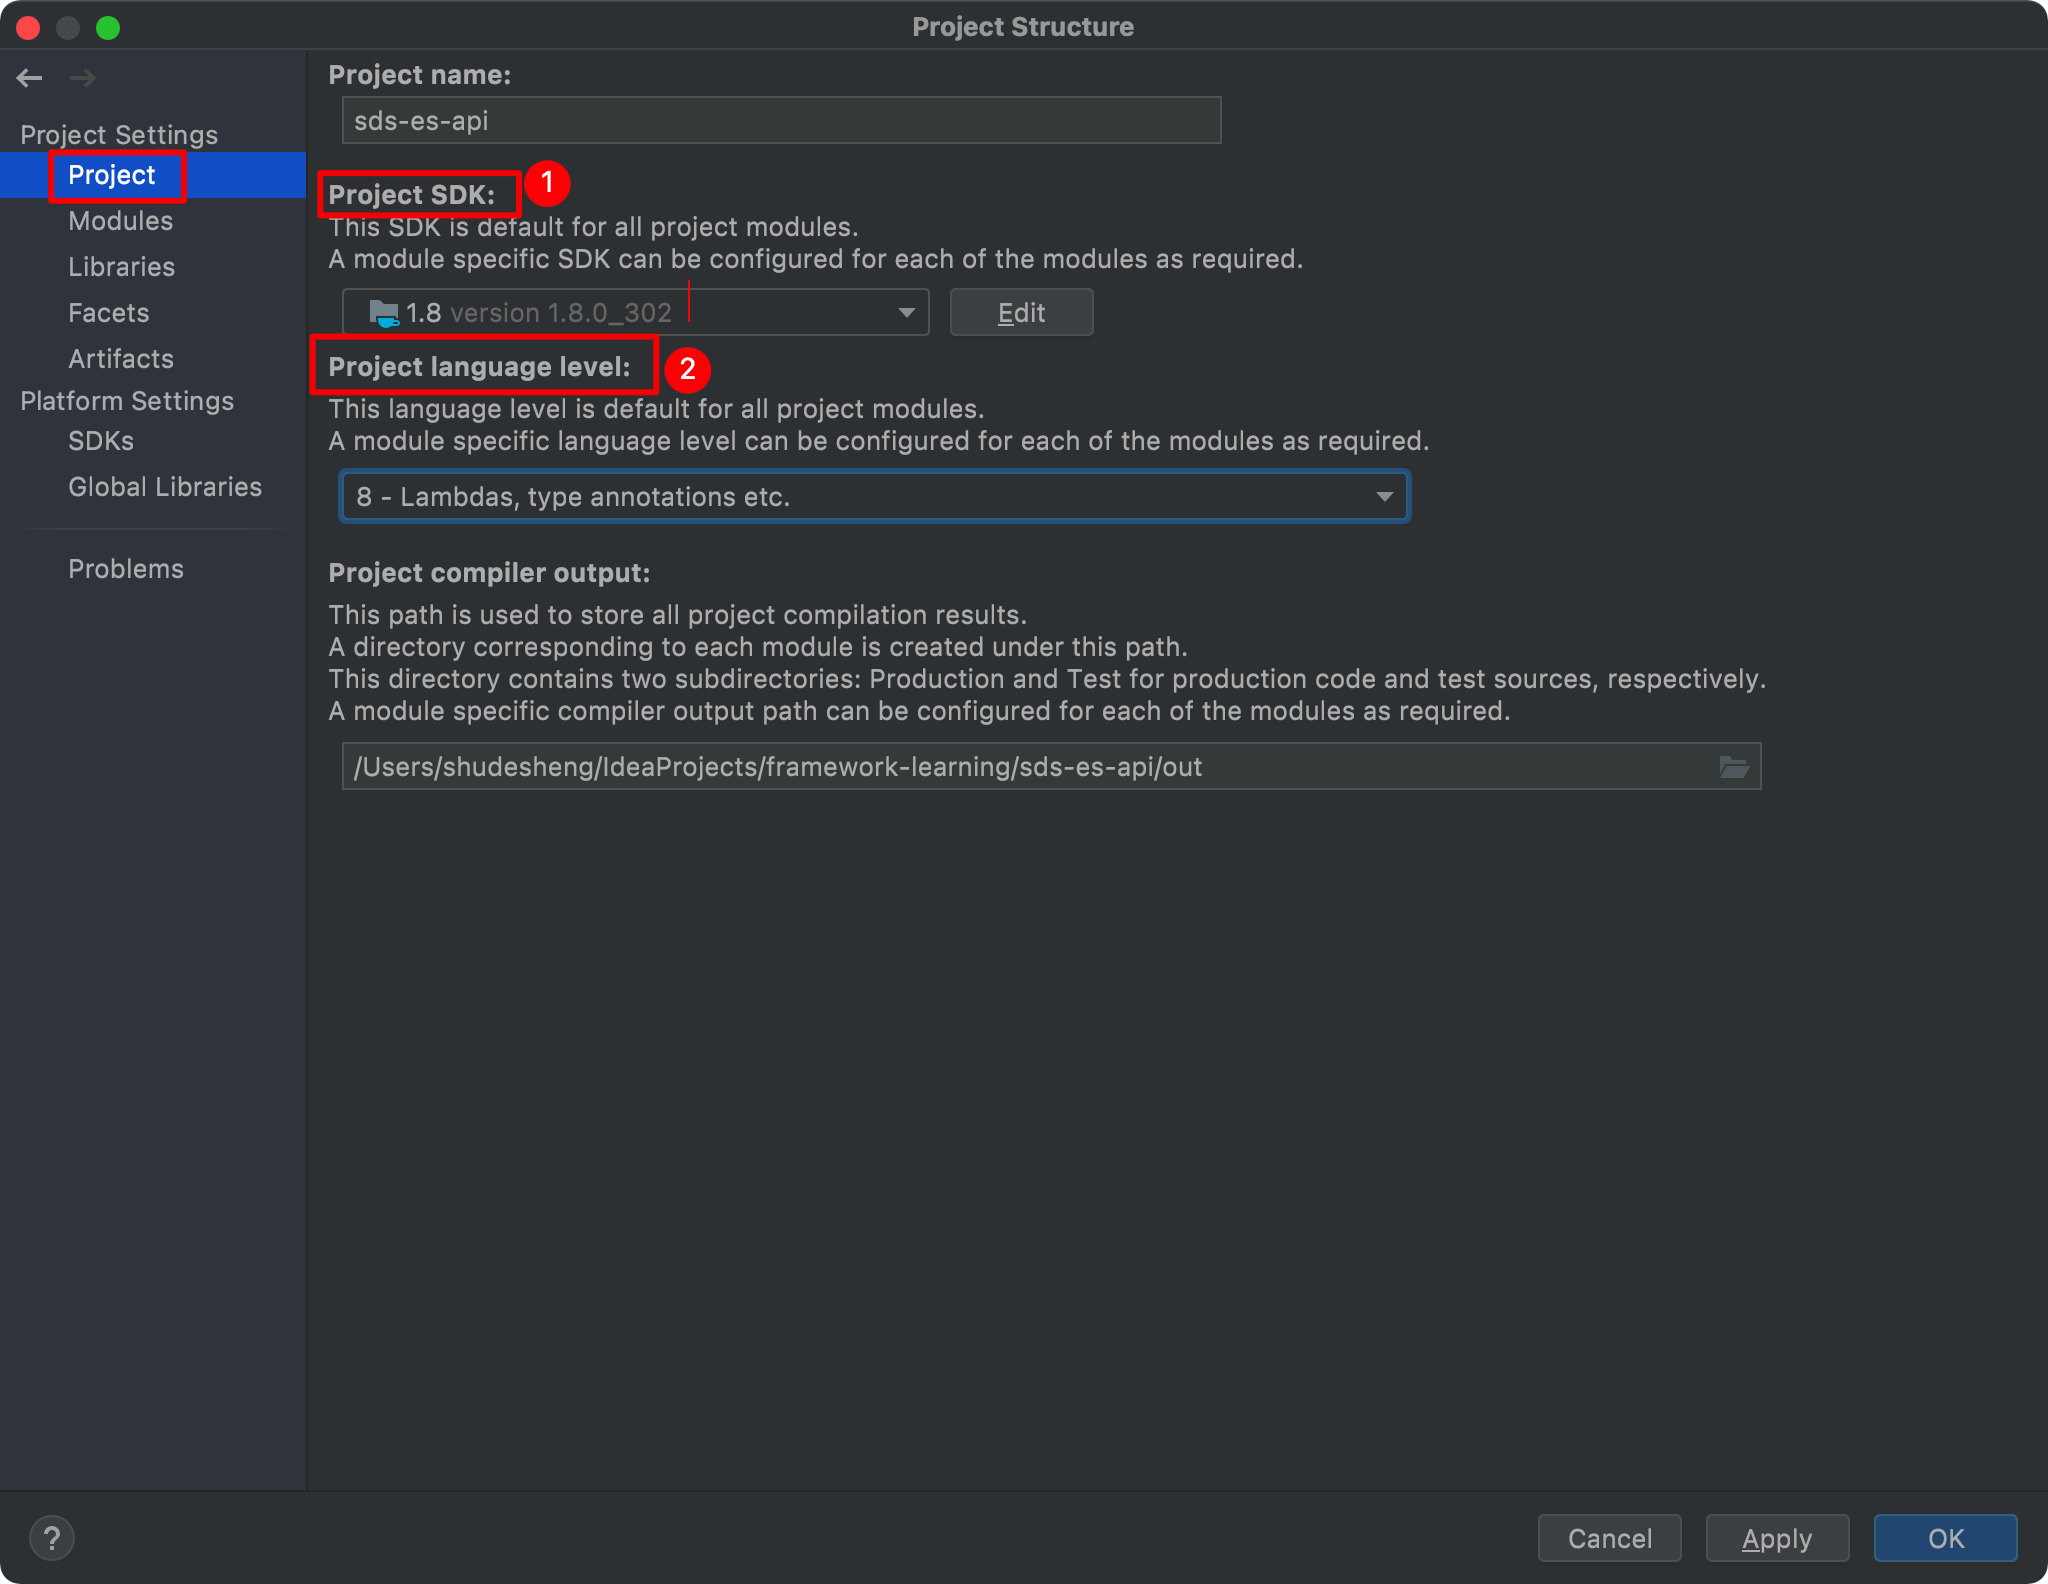 Project Structure
Project Settings
Project
Modules
Libraries
Facets
Artifacts
Platform Settings
SDKs
Global Libraries
Problems
Project name:
sds-es-api
Project SDK:
1
This SDK is default for all project modules.
A module specific SDK can be configured for each of the modules as required.
1.8 version 1.8.0_302
Edit
Project language level:
2
This language level is default for all project modules.
A module specific language level can be configured for each of the modules as required.
8 - Lambdas, type annotations etc.
Project compiler output:
This path is used to store all project compilation results.
A directory corresponding to each module is created under this path.
This directory contains two subdirectories: Production and Test for production code and test sources, respectively.
A module specific compiler output path can be configured for each of the modules as required.
/Users/shudesheng/IdeaProjects/framework-learning/sds-es-api/out
?
Cancel
Apply
OK